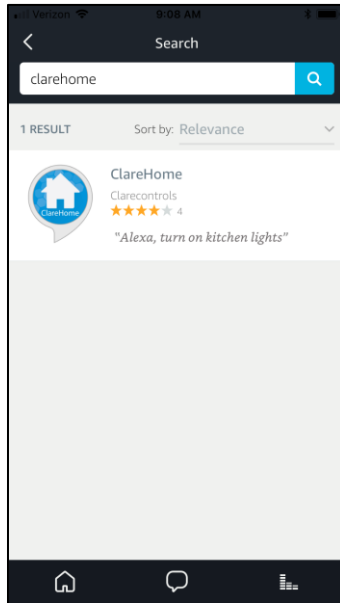 Verizon 9:08 AM
Search
clarehome
1 RESULT Sort by: Relevance
ClareHome
ClareHome
Clarecontrols
4
"Alexa, turn on kitchen lights"